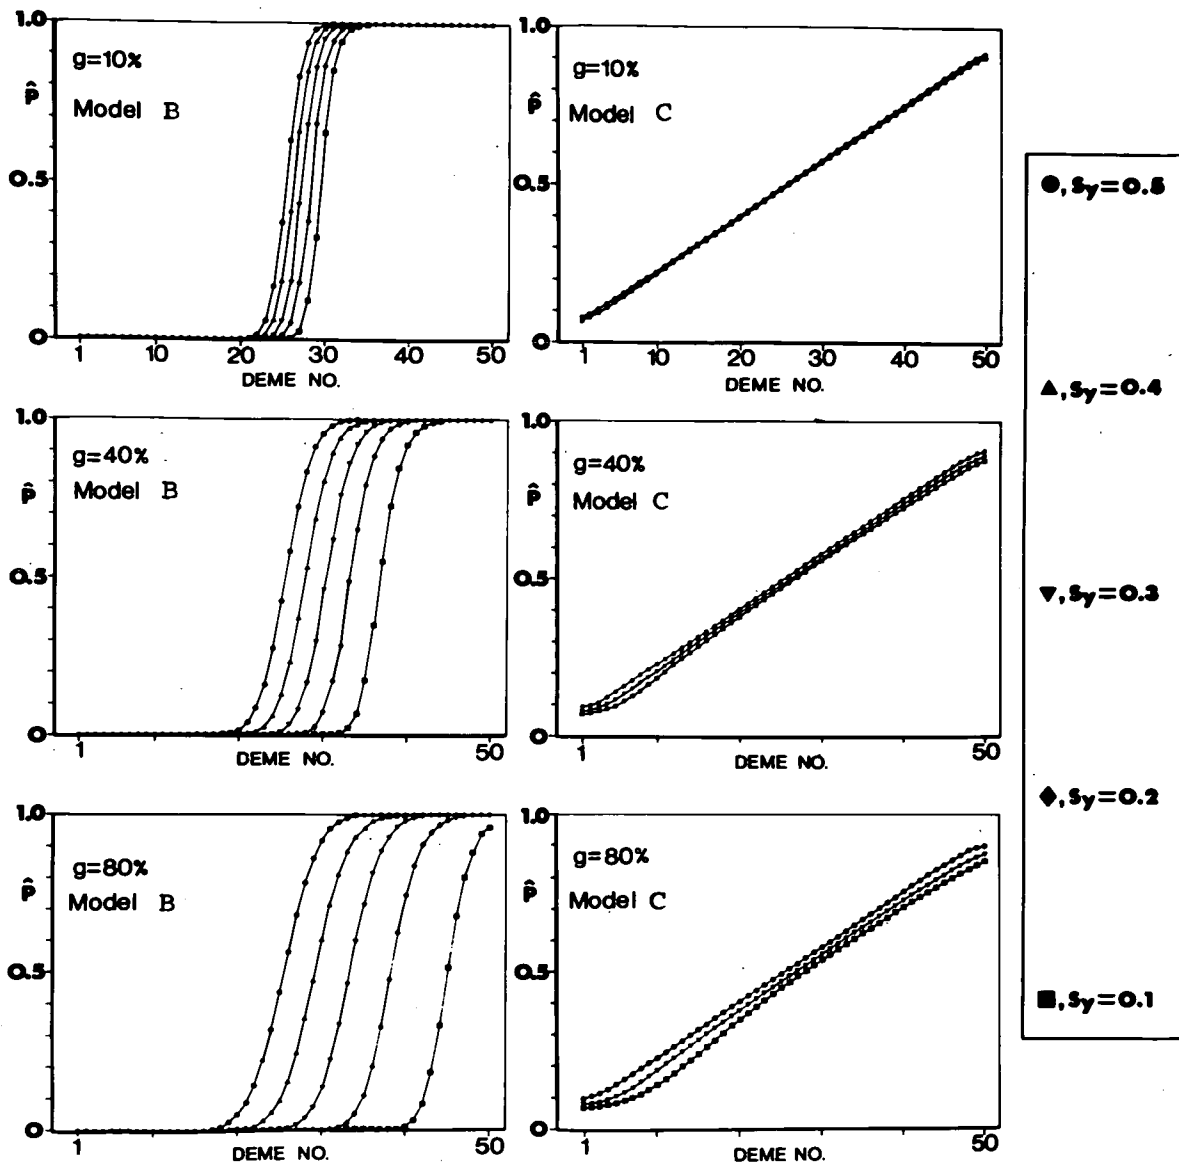 1.0
g=10%
p̂
Model B
0.5
0
1 10 20 30 40 50
DEME NO.
1.0
g=10%
p̂
Model C
0.5
0
1 10 20 30 40 50
DEME NO.
●, Sy=0.5
▲, Sy=0.4
▼, Sy=0.3
◆, Sy=0.2
■, Sy=0.1
1.0
g=40%
p̂
Model B
0.5
0
1 50
DEME NO.
1.0
g=40%
p̂
Model C
0.5
0
1 50
DEME NO.
1.0
g=80%
p̂
Model B
0.5
0
1 50
DEME NO.
1.0
g=80%
p̂
Model C
0.5
0
1 50
DEME NO.